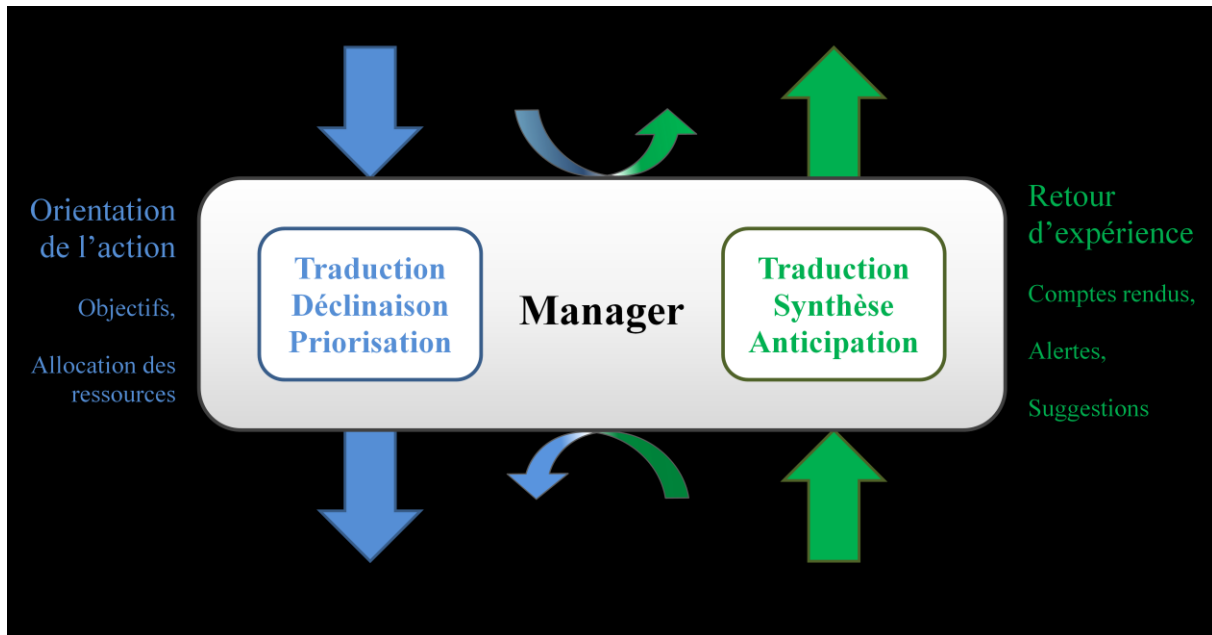 Orientation
de l’action
Objectifs,
Allocation des
ressources
Traduction
Déclinaison
Priorisation
Manager
Traduction
Synthèse
Anticipation
Retour
d’expérience
Comptes rendus,
Alertes,
Suggestions